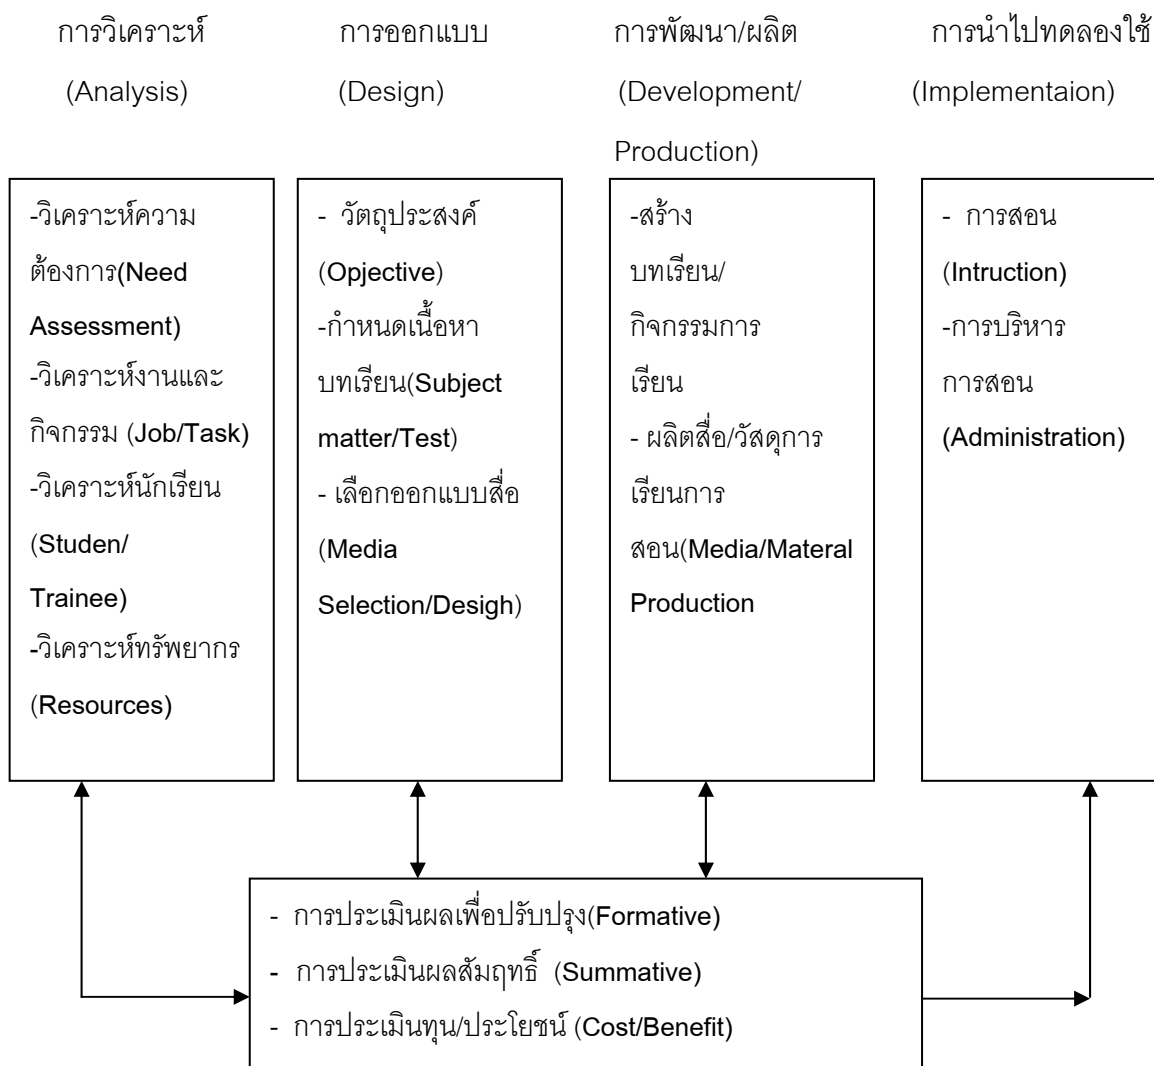 การวิเคราะห์
(Analysis)
การออกแบบ
(Design)
การพัฒนา/ผลิต
(Development/
Production)
การนำไปทดลองใช้
(Implementaion)
-วิเคราะห์ความ
ต้องการ(Need
Assessment)
-วิเคราะห์งานและ
กิจกรรม (Job/Task)
-วิเคราะห์นักเรียน
(Studen/
Trainee)
-วิเคราะห์ทรัพยากร
(Resources)
- วัตถุประสงค์
(Opjective)
-กำหนดเนื้อหา
บทเรียน(Subject
matter/Test)
- เลือกออกแบบสื่อ
(Media
Selection/Desigh)
-สร้าง
บทเรียน/
กิจกรรมการ
เรียน
- ผลิตสื่อ/วัสดุการ
เรียนการ
สอน(Media/Materal
Production
- การสอน
(Intruction)
-การบริหาร
การสอน
(Administration)
- การประเมินผลเพื่อปรับปรุง(Formative)
- การประเมินผลสัมฤทธิ์ (Summative)
- การประเมินทุน/ประโยชน์ (Cost/Benefit)